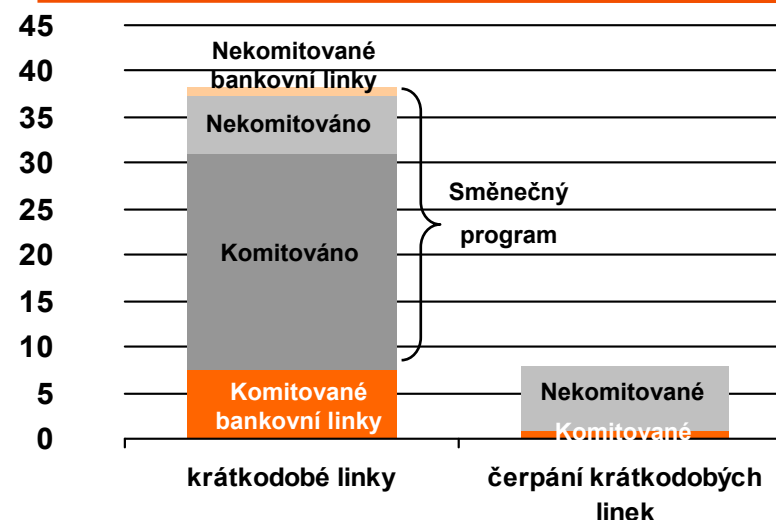 45
40
35
30
25
20
15
10
5
0
Nekomitované
bankovní linky
Nekomitováno
Komitováno
Komitované
bankovní linky
Směnečný
program
Nekomitované
Komitované
krátkodobé linky
čerpání krátkodobých
linek